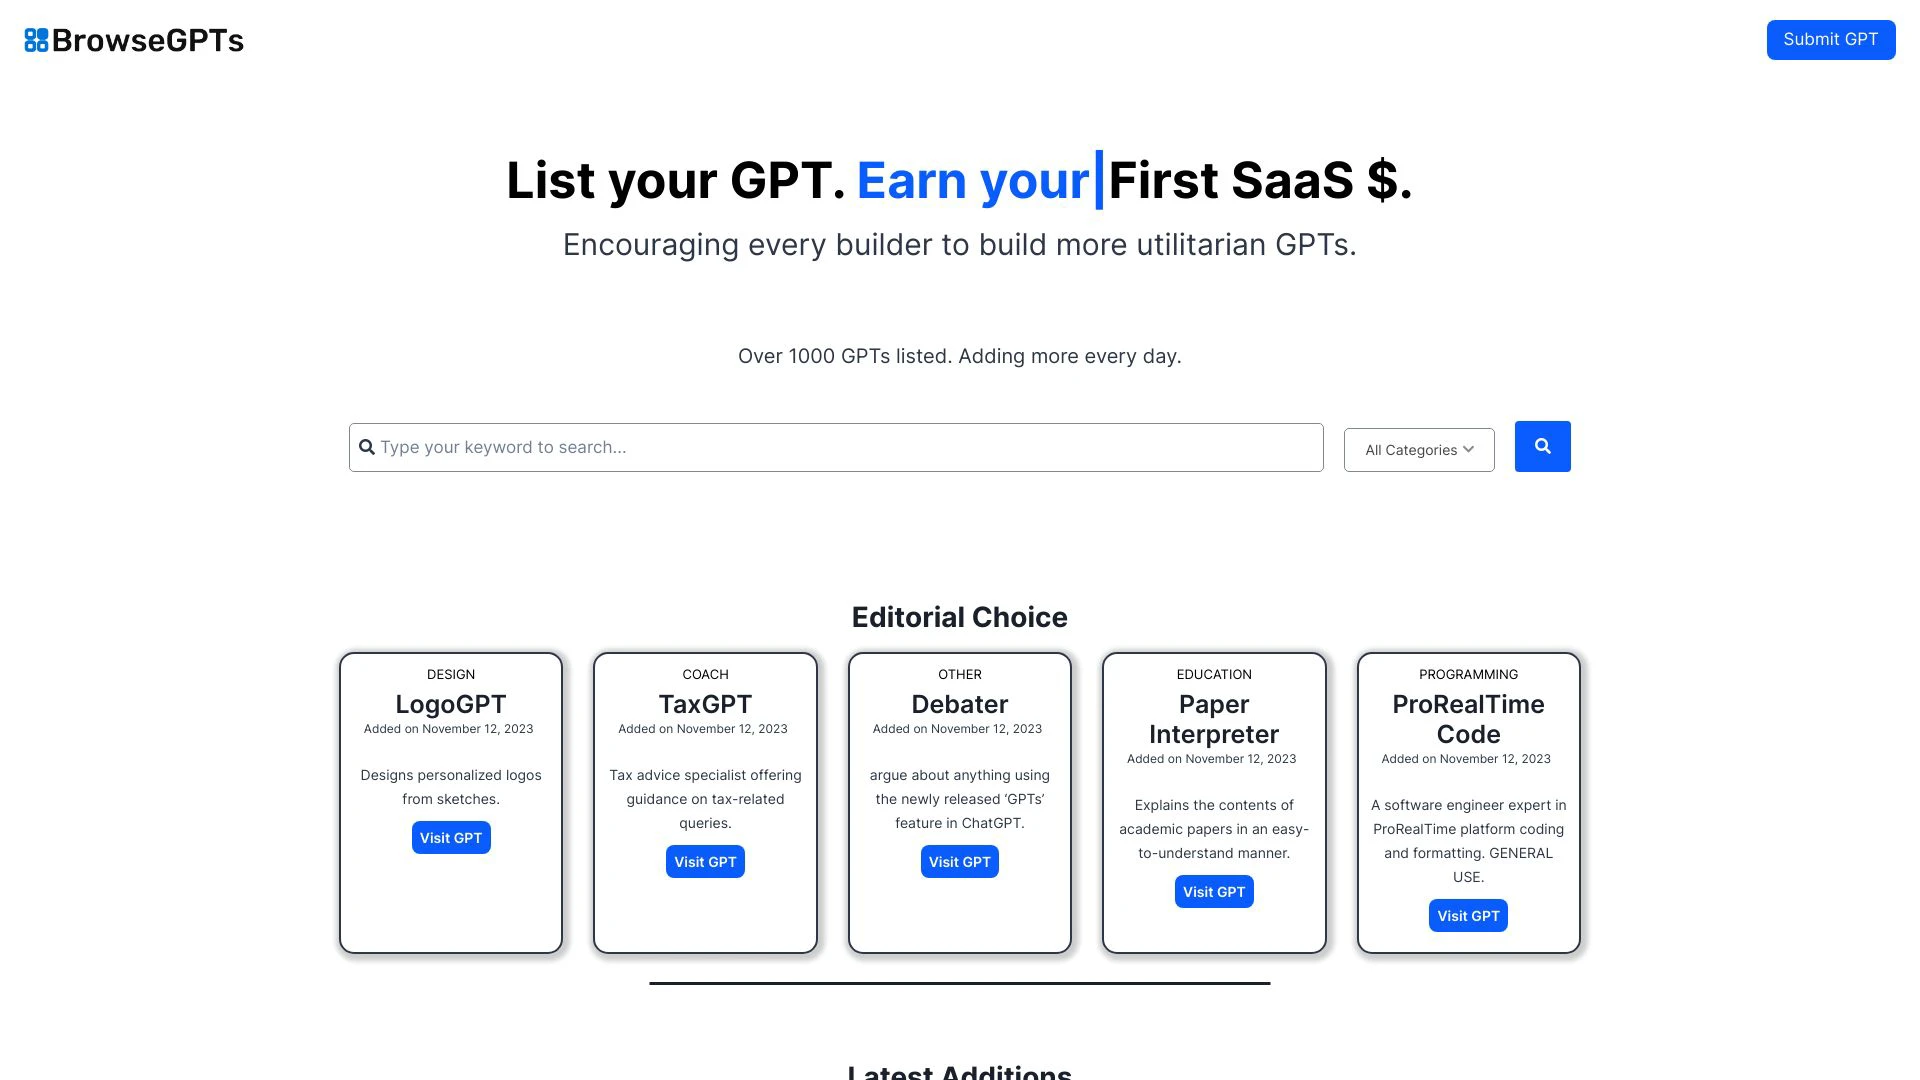 BrowseGPTs
Submit GPT
List your GPT. Earn your|First SaaS $.
Encouraging every builder to build more utilitarian GPTs.
Over 1000 GPTs listed. Adding more every day.
Type your keyword to search...
All Categories
Editorial Choice
DESIGN
LogoGPT
Added on November 12, 2023
Designs personalized logos
from sketches.
Visit GPT
COACH
TaxGPT
Added on November 12, 2023
Tax advice specialist offering
guidance on tax-related
queries.
Visit GPT
OTHER
Debater
Added on November 12, 2023
argue about anything using
the newly released ‘GPTs’
feature in ChatGPT.
Visit GPT
EDUCATION
Paper
Interpreter
Added on November 12, 2023
Explains the contents of
academic papers in an easy-
to-understand manner.
Visit GPT
PROGRAMMING
ProRealTime
Code
Added on November 12, 2023
A software engineer expert in
ProRealTime platform coding
and formatting. GENERAL
USE.
Visit GPT
Latest Additions